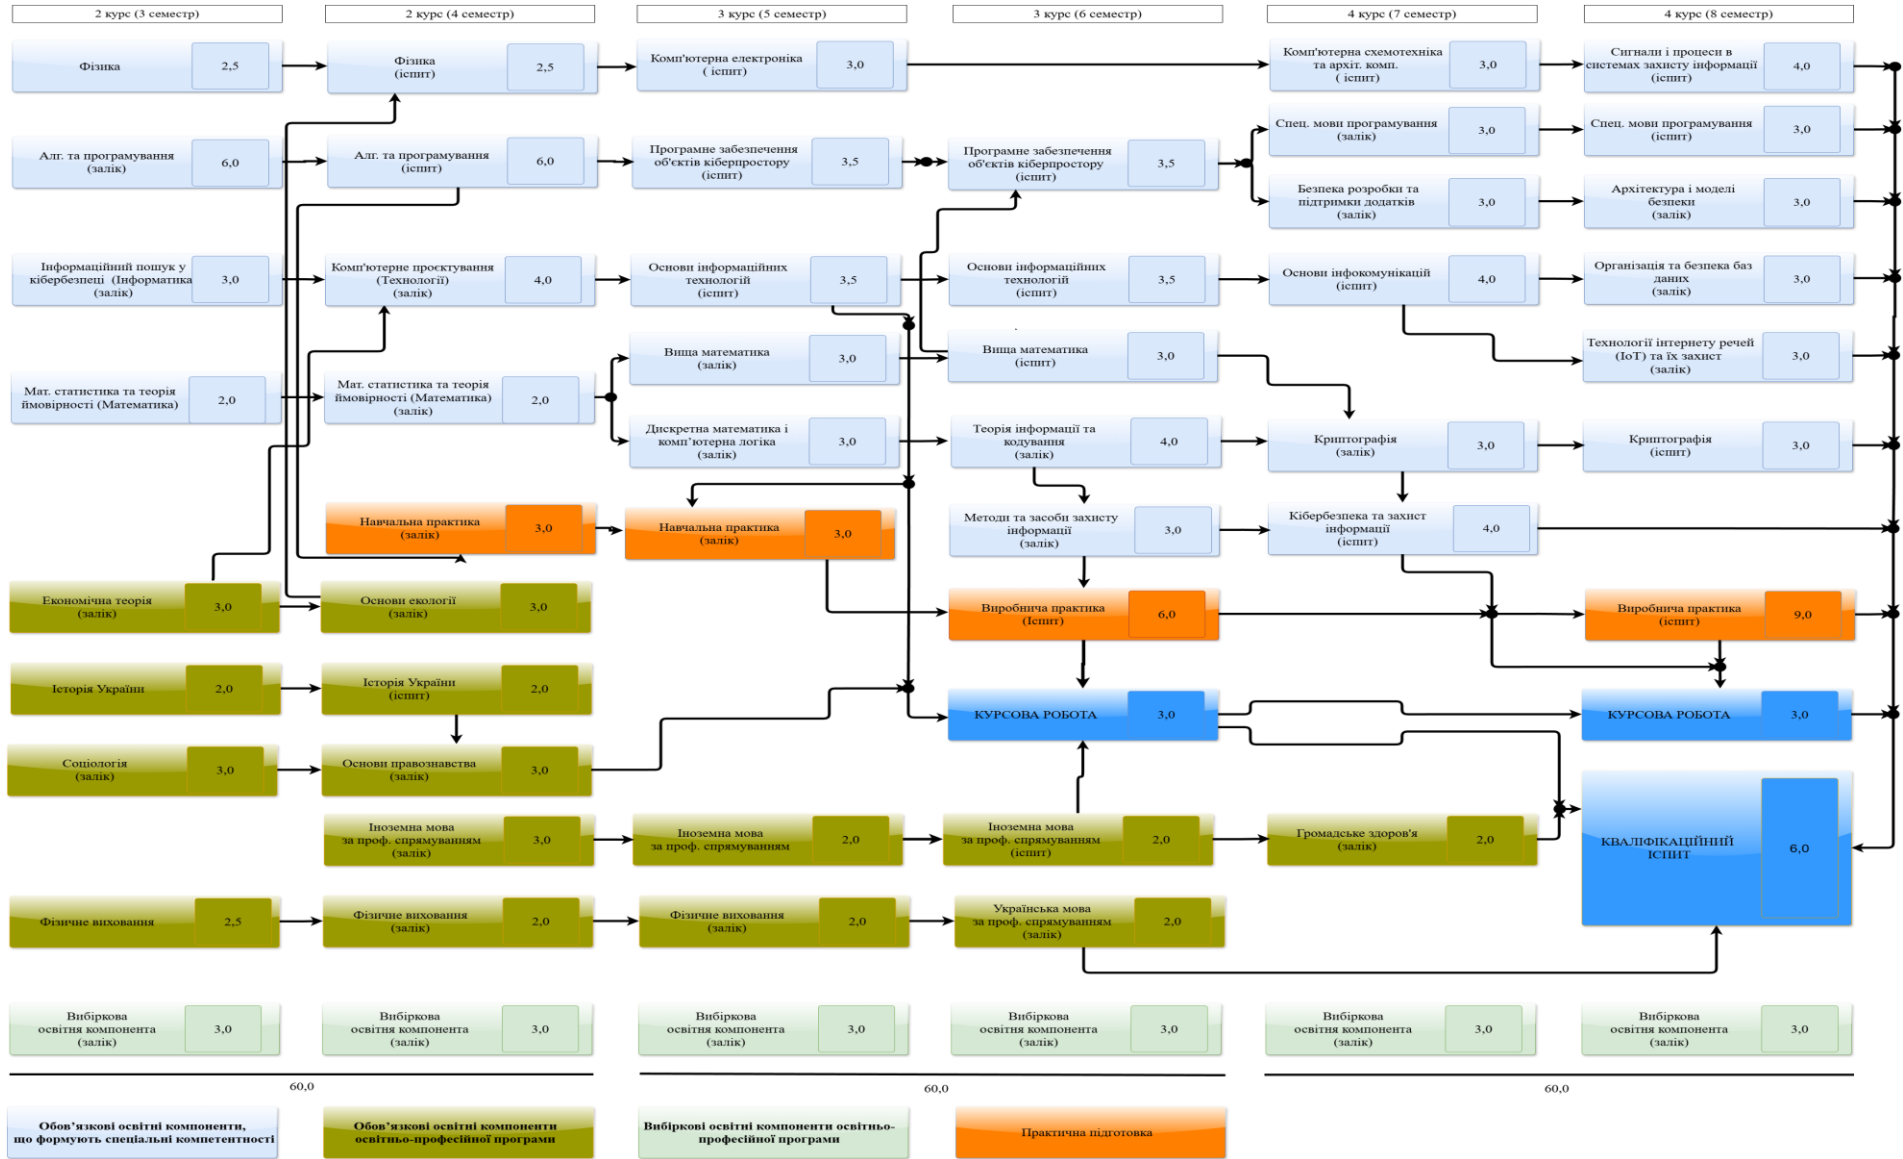 2 курс (3 семестр)
2 курс (4 семестр)
3 курс (5 семестр)
3 курс (6 семестр)
4 курс (7 семестр)
4 курс (8 семестр)
Фізика
2,5
Фізика
(іспит)
2,5
Комп'ютерна електроніка
( іспит)
3,0
Комп'ютерна схемотехніка
та архіт. комп.
( іспит)
3,0
Сигнали і процеси в
системах захисту інформації
(іспит)
4,0
Алг. та програмування
(залік)
6,0
Алг. та програмування
(іспит)
6,0
Програмне забезпечення
об'єктів кіберпростору
(іспит)
3,5
Програмне забезпечення
об'єктів кіберпростору
(іспит)
3,5
Спец. мови програмування
(залік)
3,0
Спец. мови програмування
(іспит)
3,0
Безпека розробки та
підтримки додатків
(залік)
3,0
Архітектура і моделі
безпеки
(залік)
3,0
Інформаційний пошук у
кібербезпеці (Інформатика
(залік)
3,0
Комп'ютерне проєктування
(Технології)
(залік)
4,0
Основи інформаційних
технологій
(іспит)
3,5
Основи інформаційних
технологій
(іспит)
3,5
Основи інфокомунікацій
(залік)
4,0
Організація та безпека баз
даних
(залік)
3,0
Вища математика
(залік)
3,0
Вища математика
(іспит)
3,0
Технології інтернету речей
(IoT) та їх захист
(залік)
3,0
Мат. статистика та теорія
ймовірності (Математика)
2,0
Мат. статистика та теорія
ймовірності (Математика)
(залік)
2,0
Дискретна математика і
комп’ютерна логіка
(залік)
3,0
Теорія інформації та
кодування
(залік)
4,0
Криптографія
(залік)
3,0
Криптографія
(іспит)
3,0
Навчальна практика
(залік)
3,0
Навчальна практика
(залік)
3,0
Методи та засоби захисту
інформації
(залік)
3,0
Кібербезпека та захист
інформації
(іспит)
4,0
Економічна теорія
(залік)
3,0
Основи екології
(залік)
3,0
Виробнича практика
(Іспит)
6,0
Виробнича практика
(іспит)
9,0
Історія України
2,0
Історія України
(іспит)
2,0
КУРСОВА РОБОТА
3,0
КУРСОВА РОБОТА
3,0
Соціологія
(залік)
3,0
Основи правознавства
(залік)
3,0
Іноземна мова
за проф. спрямуванням
(залік)
3,0
Іноземна мова
за проф. спрямуванням
2,0
Іноземна мова
за проф. спрямуванням
(іспит)
2,0
Громадське здоров'я
(залік)
2,0
КВАЛІФІКАЦІЙНИЙ
ІСПИТ
6,0
Фізичне виховання
2,5
Фізичне виховання
(залік)
2,0
Фізичне виховання
(залік)
2,0
Українська мова
за проф. спрямуванням
(залік)
2,0
Вибіркова
освітня компонента
(залік)
3,0
Вибіркова
освітня компонента
(залік)
3,0
Вибіркова
освітня компонента
(залік)
3,0
Вибіркова
освітня компонента
(залік)
3,0
Вибіркова
освітня компонента
(залік)
3,0
Вибіркова
освітня компонента
(залік)
3,0
60,0
60,0
60,0
Обов’язкові освітні компоненти,
що формують спеціальні компетентності
Обов’язкові освітні компоненти
освітньо-професійної програми
Вибіркові освітні компоненти освітньо-
професійної програми
Практична підготовка